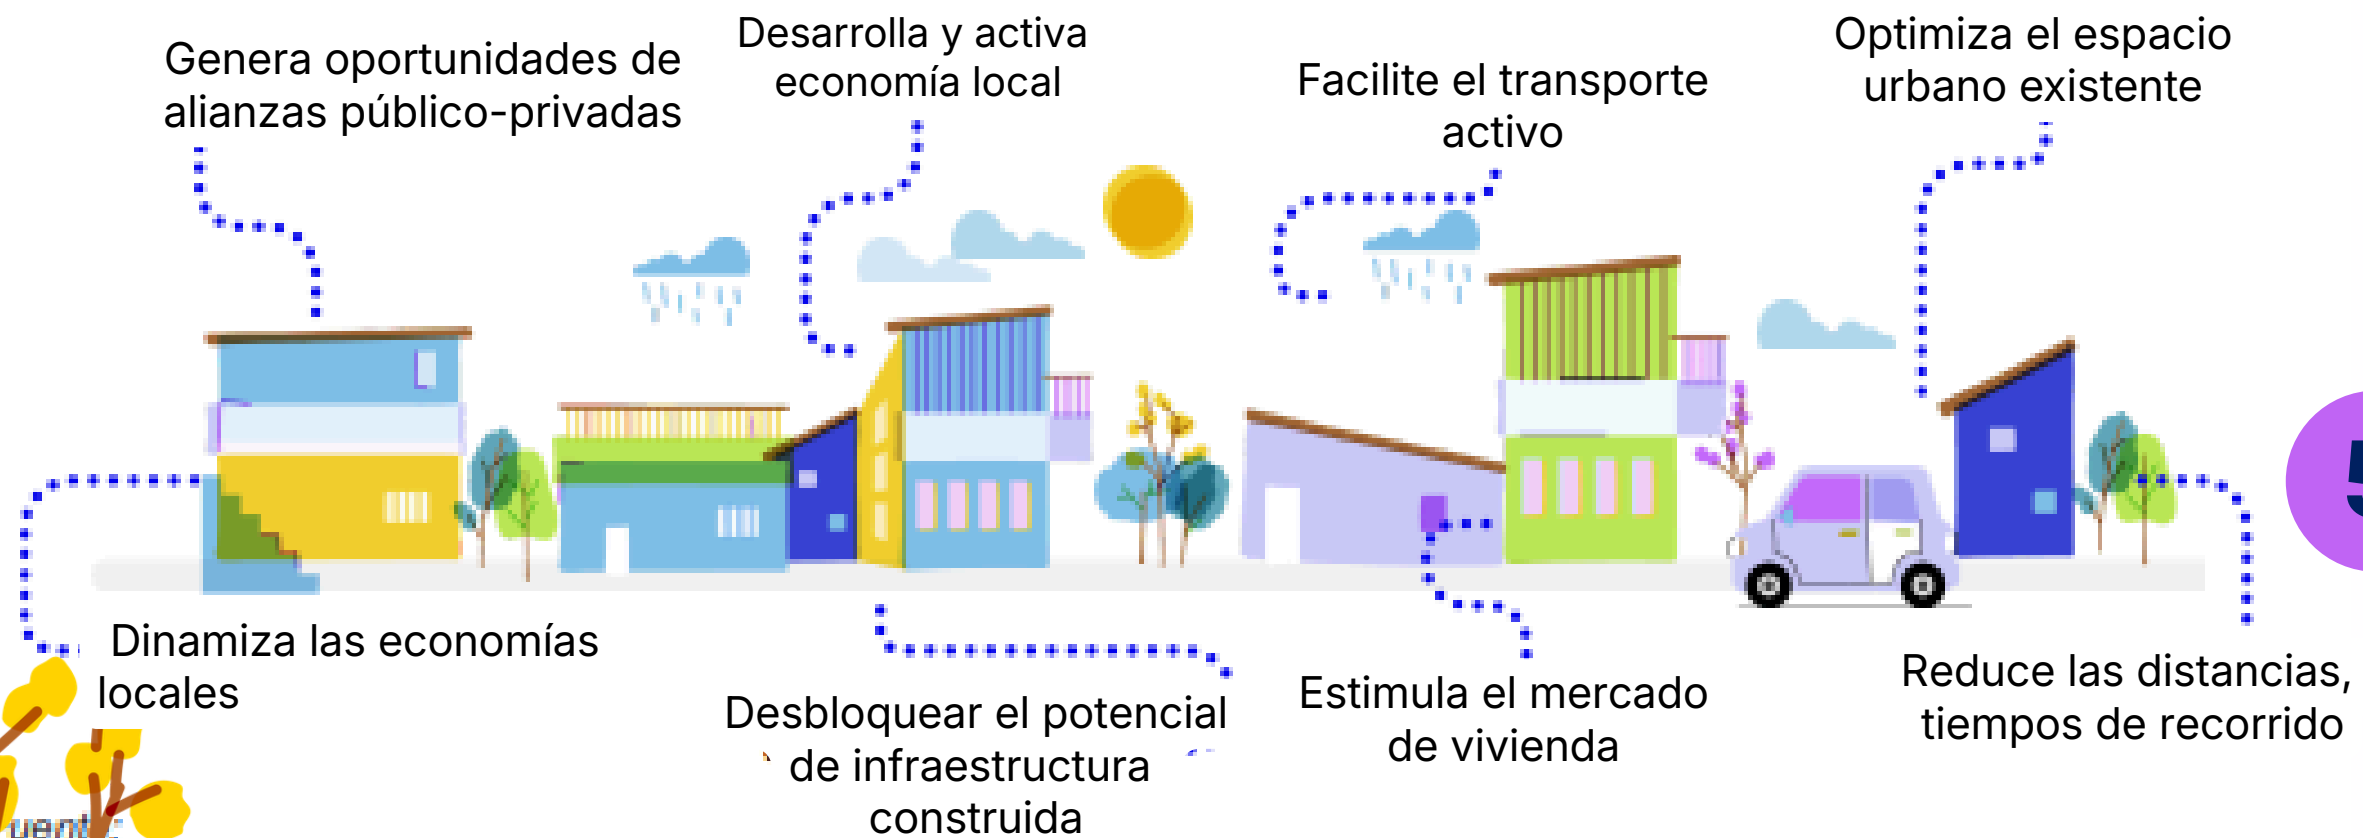 Genera oportunidades de
alianzas público-privadas
Desarrolla y activa
economía local
Facilite el transporte
activo
Optimiza el espacio
urbano existente
Dinamiza las economías
locales
Desbloquear el potencial
de infraestructura
construida
Estimula el mercado
de vivienda
Reduce las distancias,
tiempos de recorrido